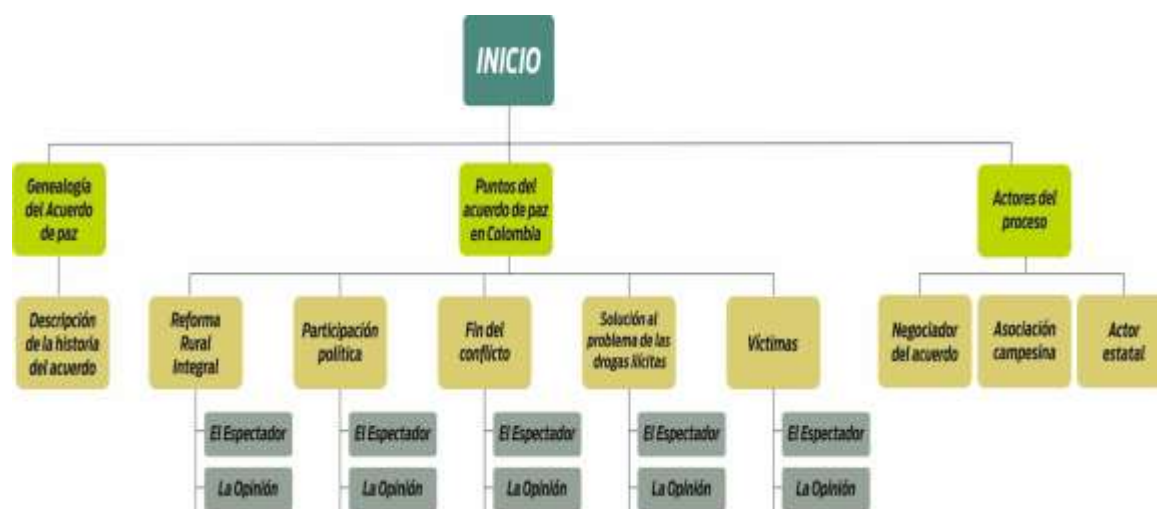 INICIO
Genealogía
del Acuerdo
de paz
Puntos del
acuerdo de paz
en Colombia
Actores del
proceso
Descripción
de la historia
del acuerdo
Reforma
Rural
Integral
Participación
política
Fin del
conflicto
Solución al
problema de las
drogas ilícitas
Víctimas
Negociador
del acuerdo
Asociación
campesina
Actor
estatal
El Espectador
El Espectador
El Espectador
El Espectador
El Espectador
La Opinión
La Opinión
La Opinión
La Opinión
La Opinión